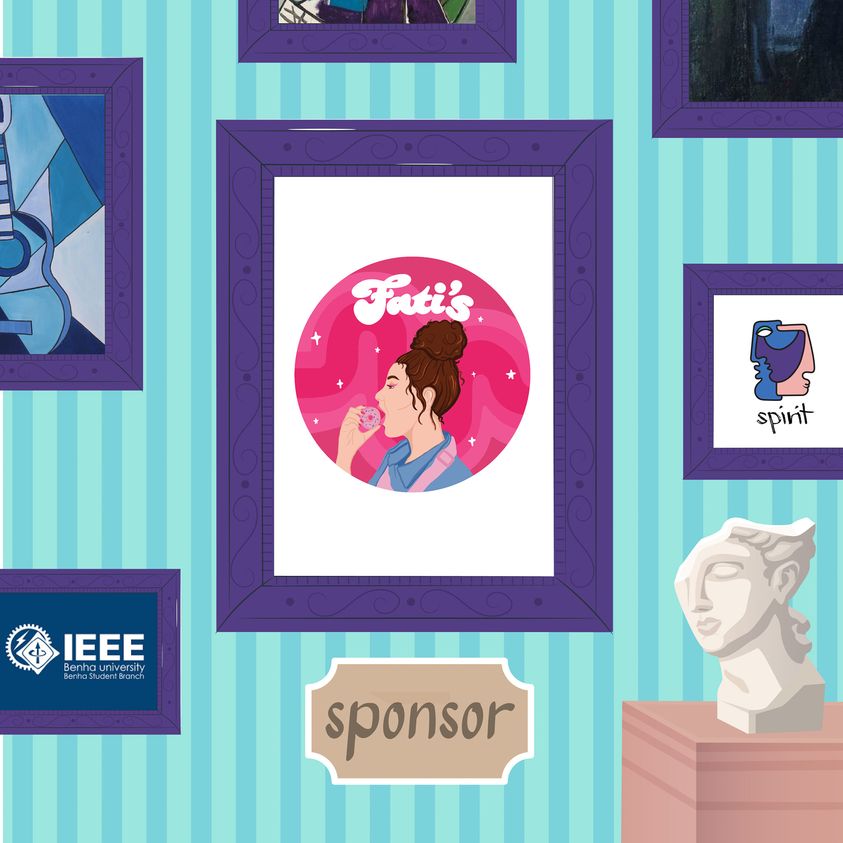 Fati's
spirit
IEEE
Benha university
Benha Student Branch
sponsor